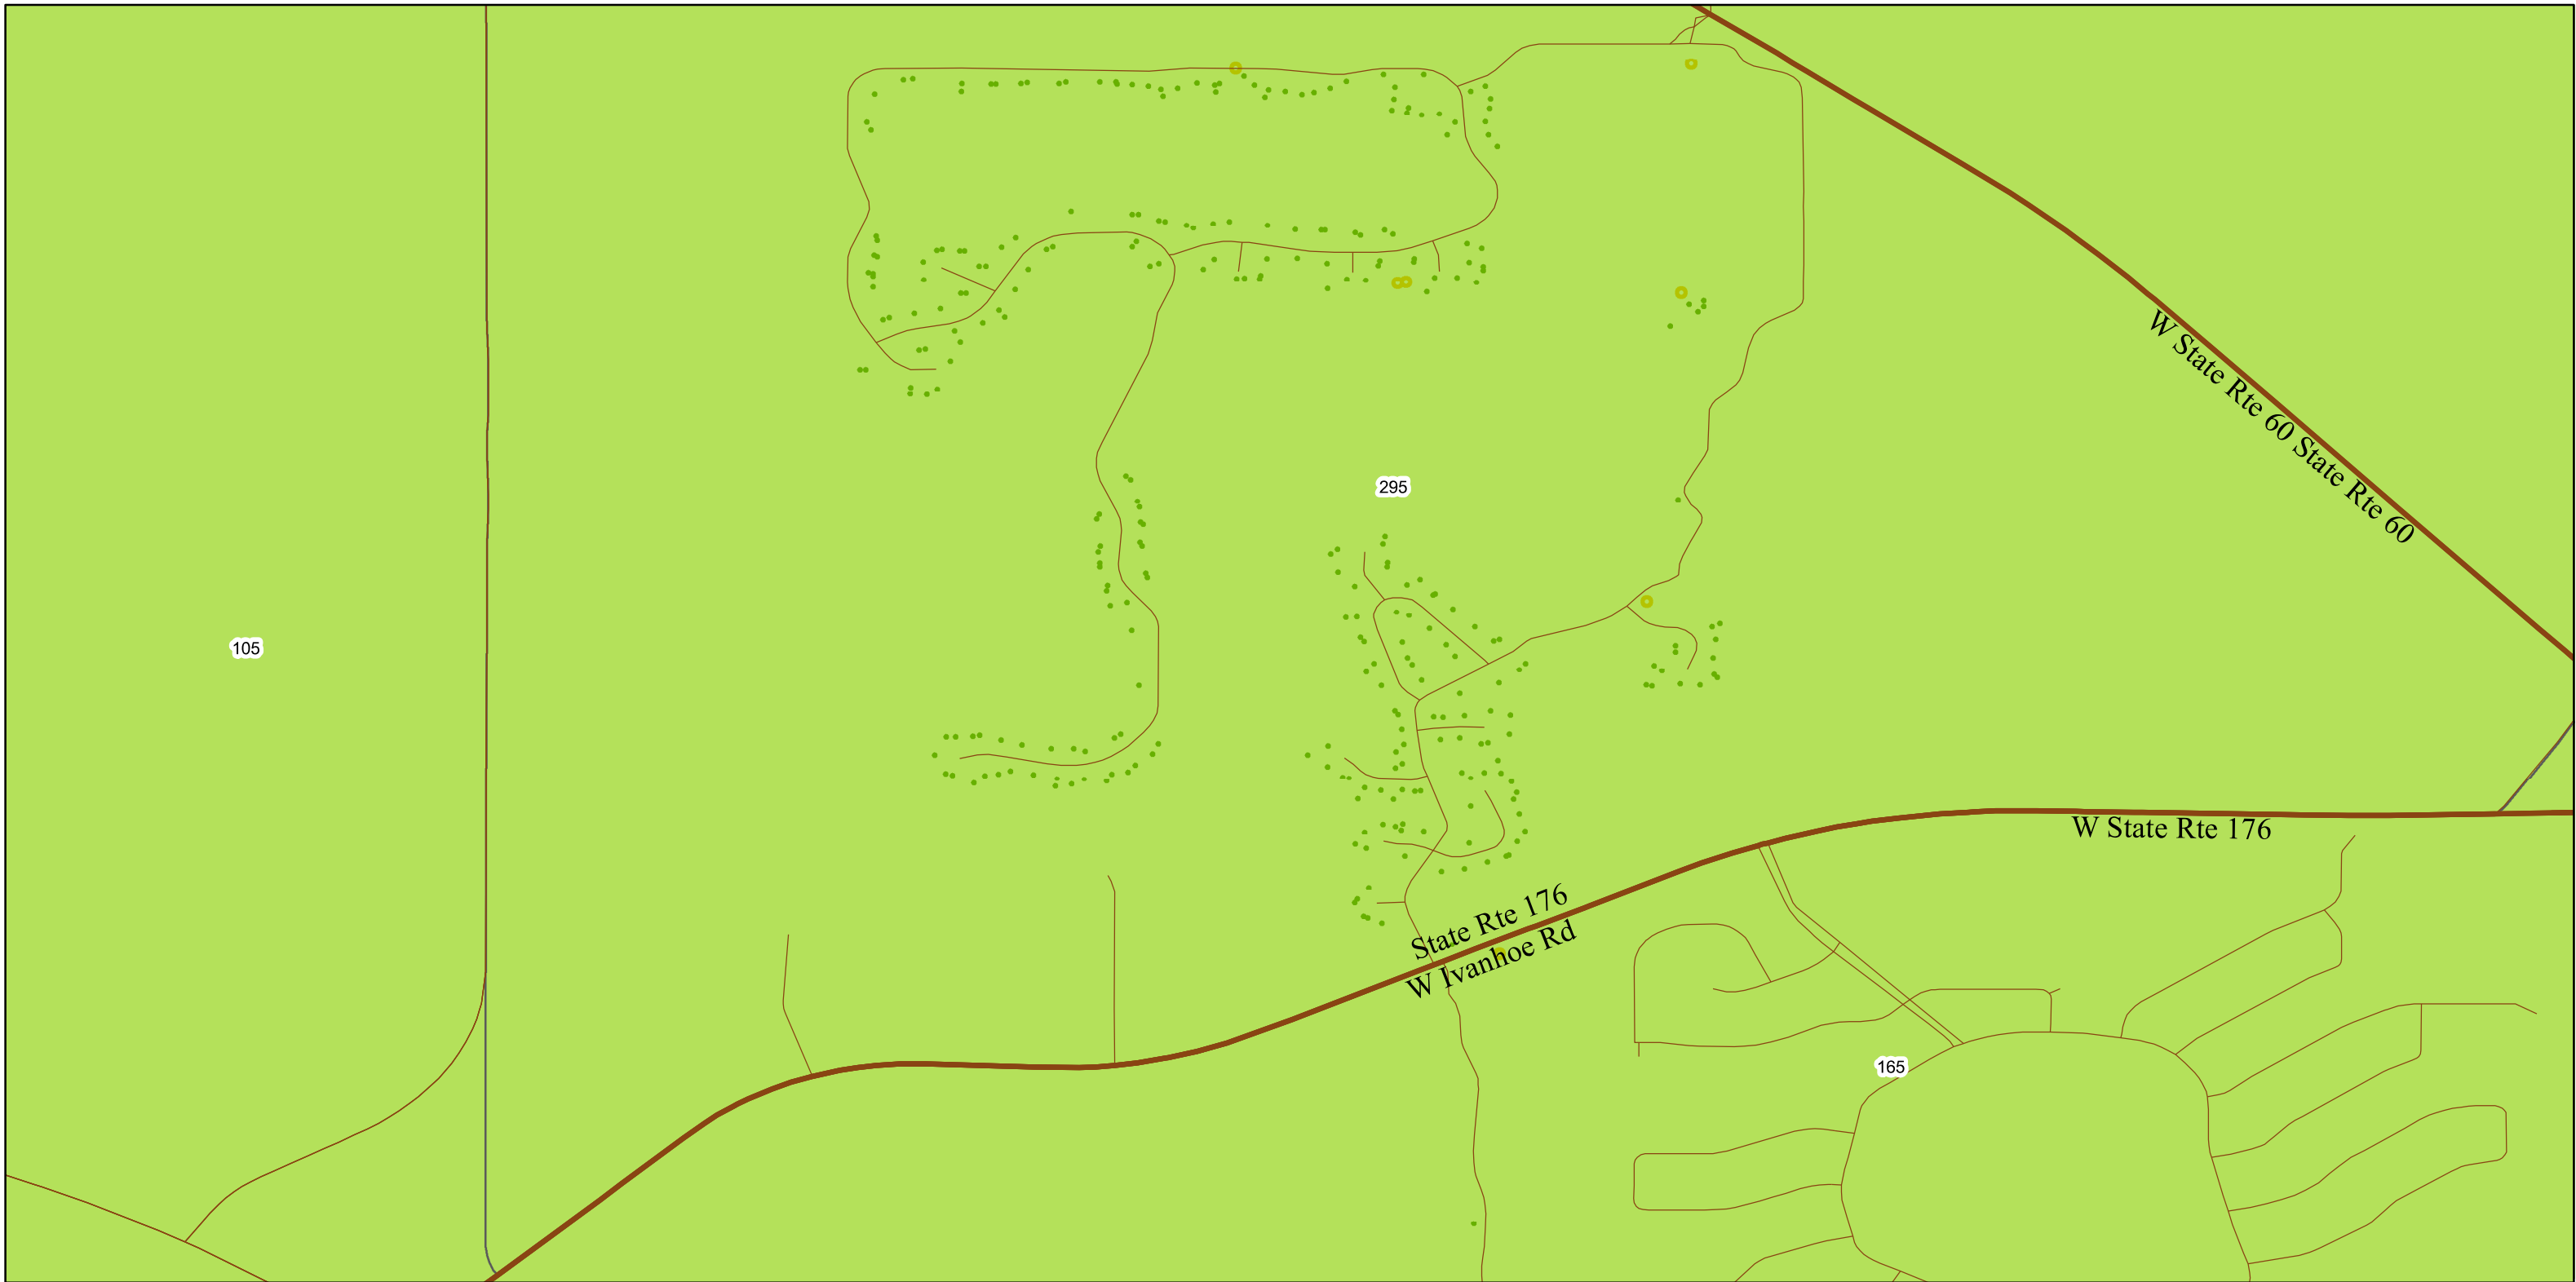 W State Rte 60 State Rte 60
295
105
W State Rte 176
State Rte 176
W Ivanhoe Rd
165